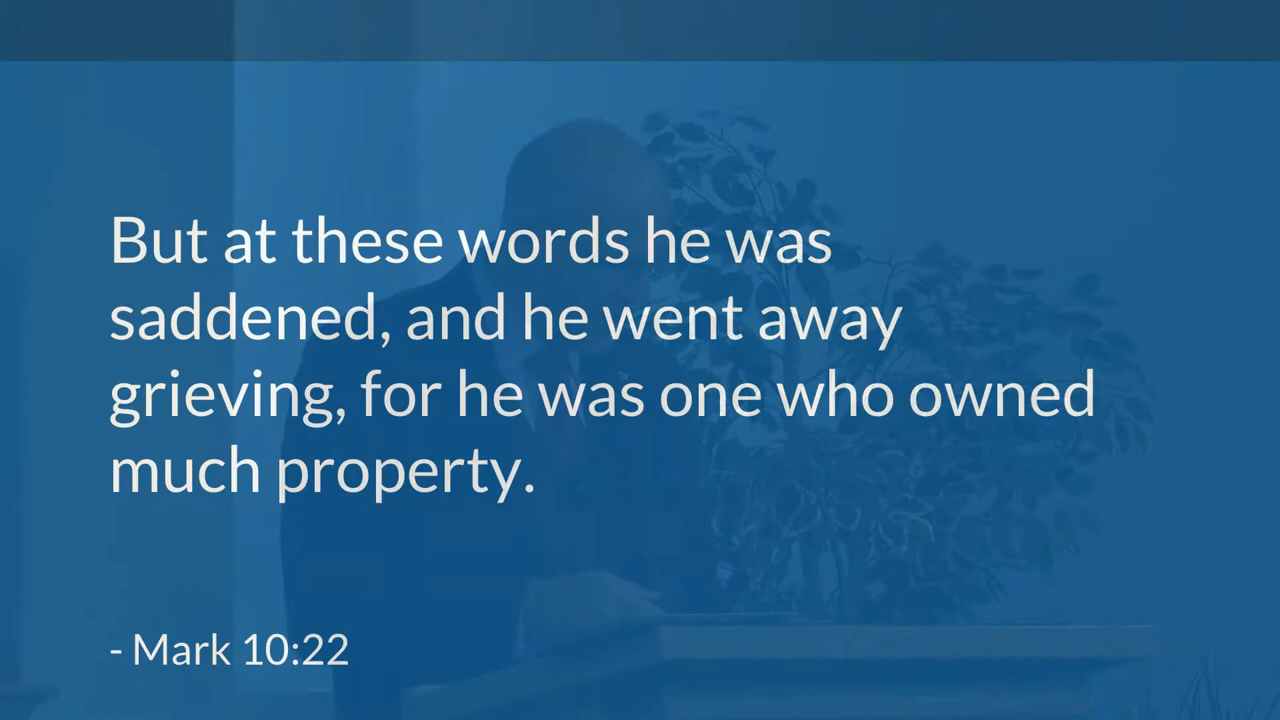 But at these words he was
saddened, and he went away
grieving, for he was one who owned
much property.
- Mark 10:22